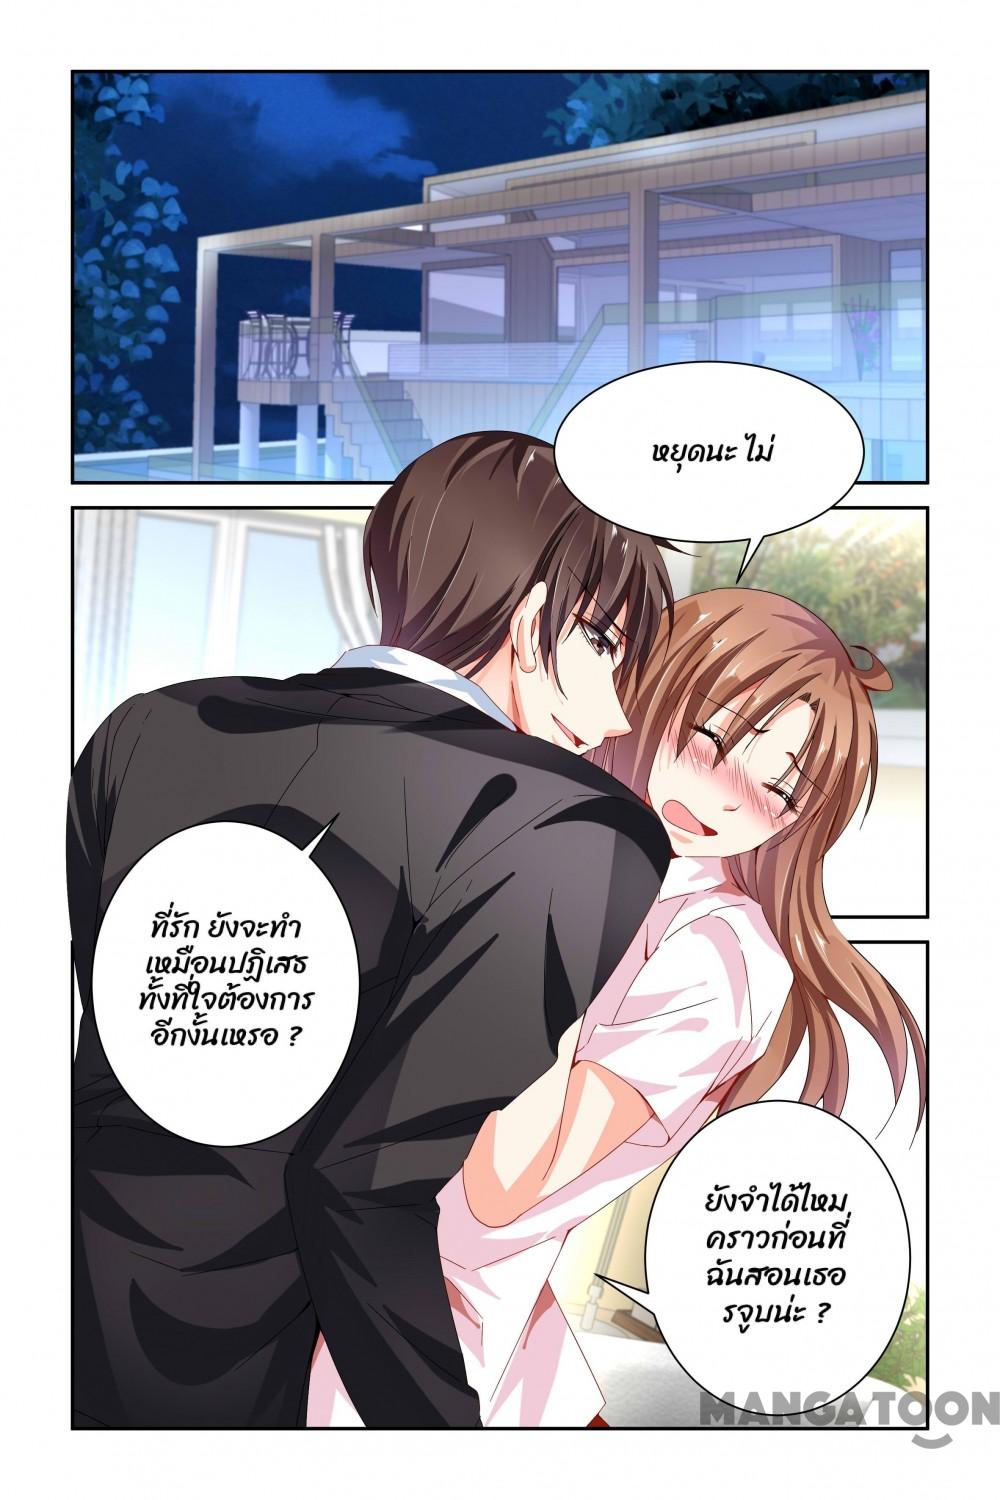 หยุดนะ ไม่
ที่รัก ยังจะทำ
เหมือนปฏิเสธ
ทั้งที่ใจต้องการ
อีกงั้นเหรอ ?
ยังจำได้ไหม
คราวก่อนที่
ฉันสอนเธอ
รจูบน่ะ ?
MANGATOON